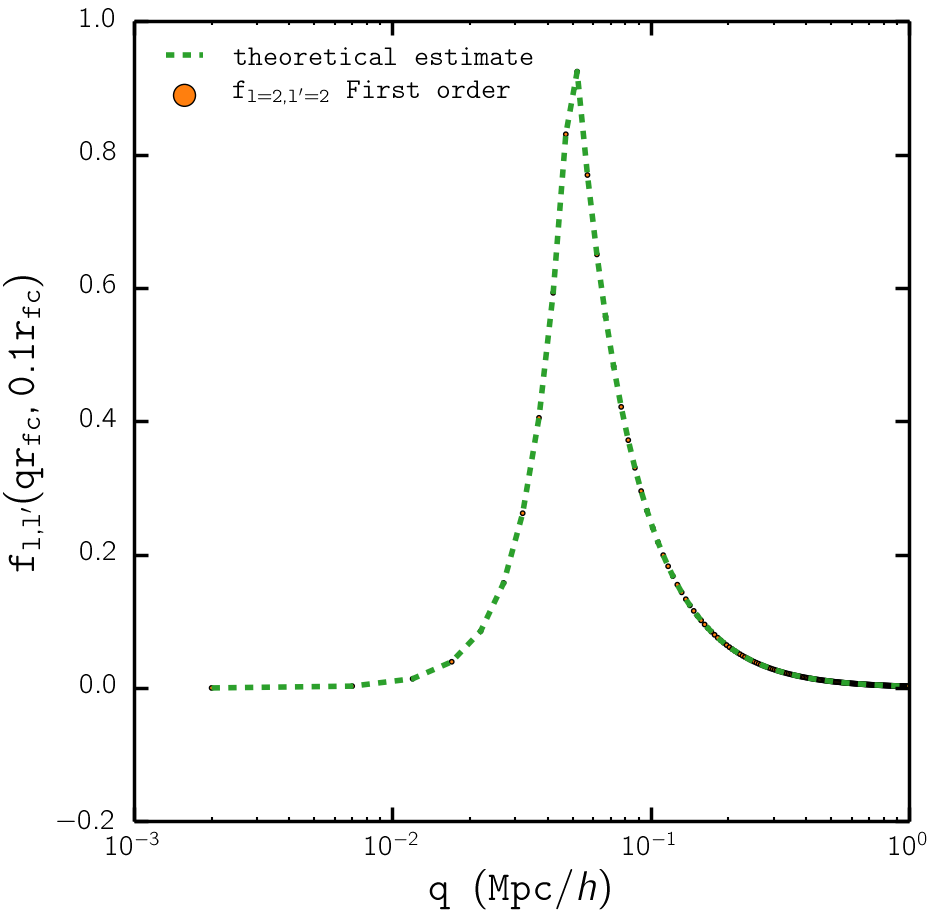 theoretical estimate
f_{l=2,l'=2} First order
1.0
0.8
0.6
0.4
0.2
0.0
−0.2
f_{l,l'}(qr_{fc}, 0.1r_{fc})
10^{−3} 10^{−2} 10^{−1} 10^{0}
q (Mpc/h)